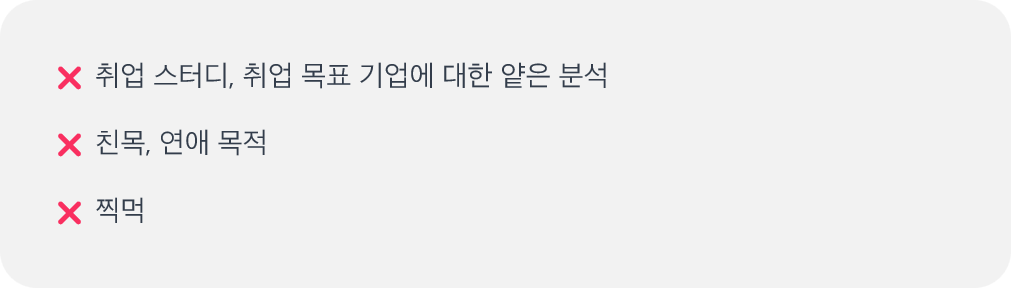 ❌ 취업 스터디, 취업 목표 기업에 대한 얕은 분석
❌ 친목, 연애 목적
❌ 찍먹